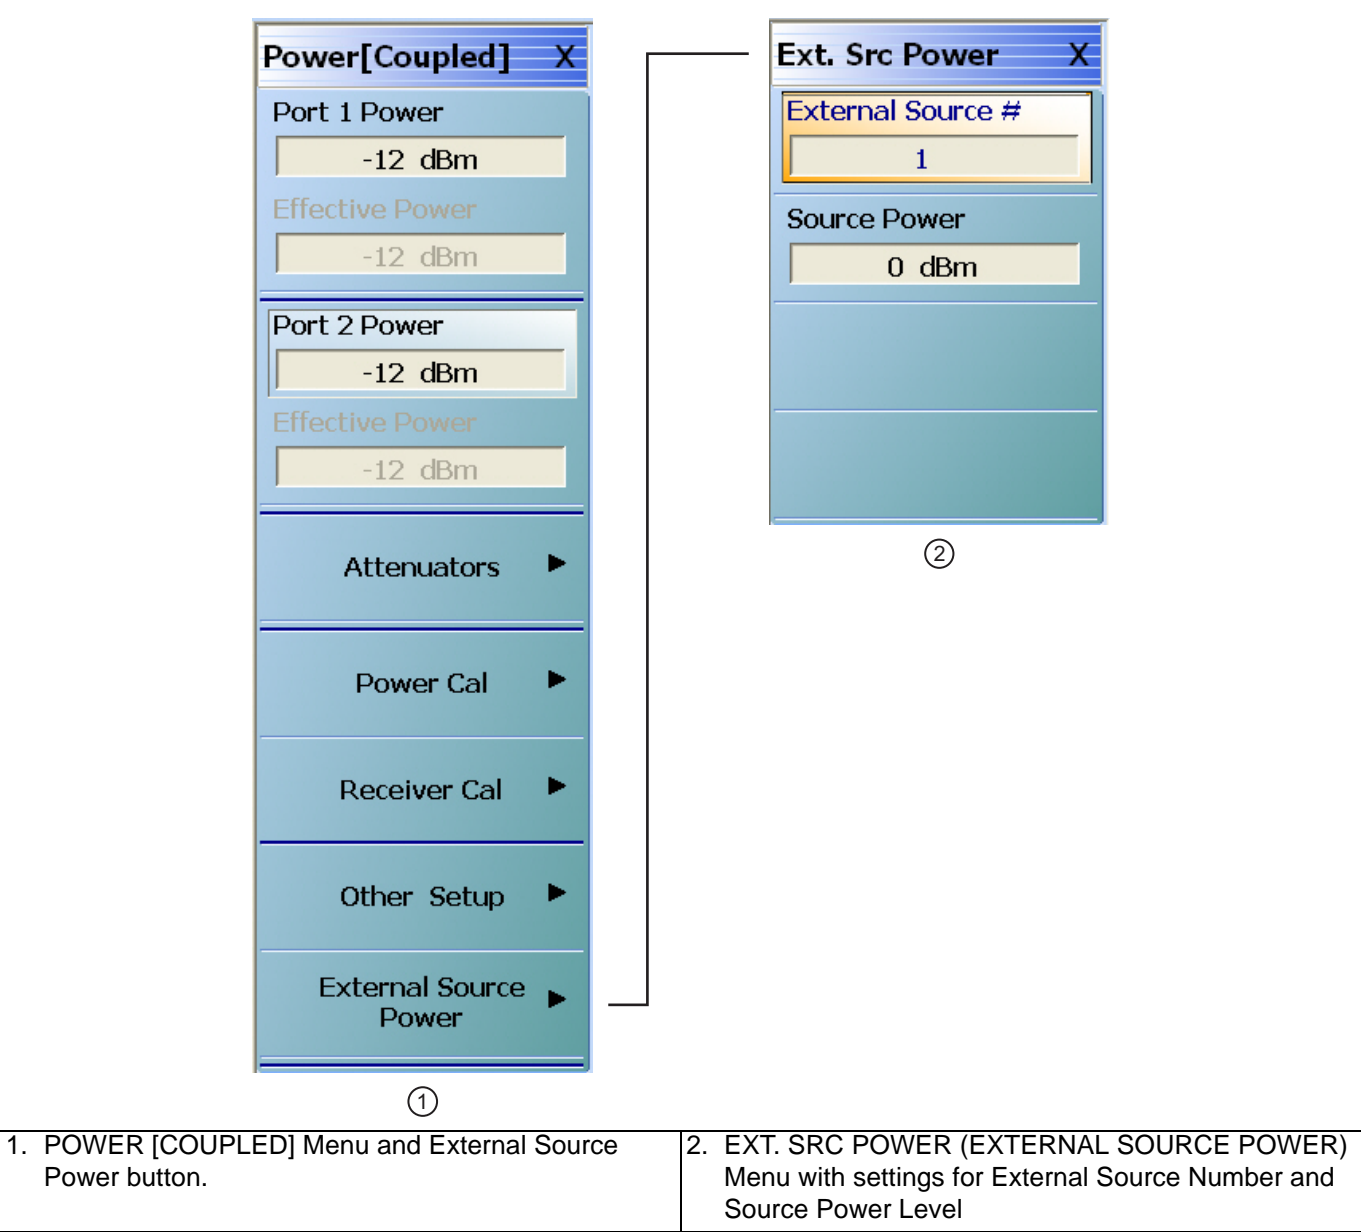 Power[Coupled] X
Port 1 Power
-12 dBm
Effective Power
-12 dBm
Port 2 Power
-12 dBm
Effective Power
-12 dBm
Attenuators
Power Cal
Receiver Cal
Other Setup
External Source
Power
1
Ext. Src Power X
External Source #
1
Source Power
0 dBm
2
1. POWER [COUPLED] Menu and External Source
Power button.
2. EXT. SRC POWER (EXTERNAL SOURCE POWER)
Menu with settings for External Source Number and
Source Power Level